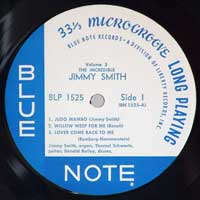 33⅓ MICROGROOVE LONG PLAYING
BLUE NOTE RECORDS • A DIVISION OF LIBERTY RECORDS, INC.
Volume 3
THE INCREDIBLE
JIMMY SMITH
BLP 1525 Side 1
(BN 1525-A)
1. JUDO MAMBO (Jimmy Smith)
2. WILLOW WEEP FOR ME (Ronell)
3. LOVER COME BACK TO ME
(Romberg-Hammerstein)
Jimmy Smith, organ; Thornel Schwartz,
guitar; Donald Bailey, drums.
BLUE
NOTE